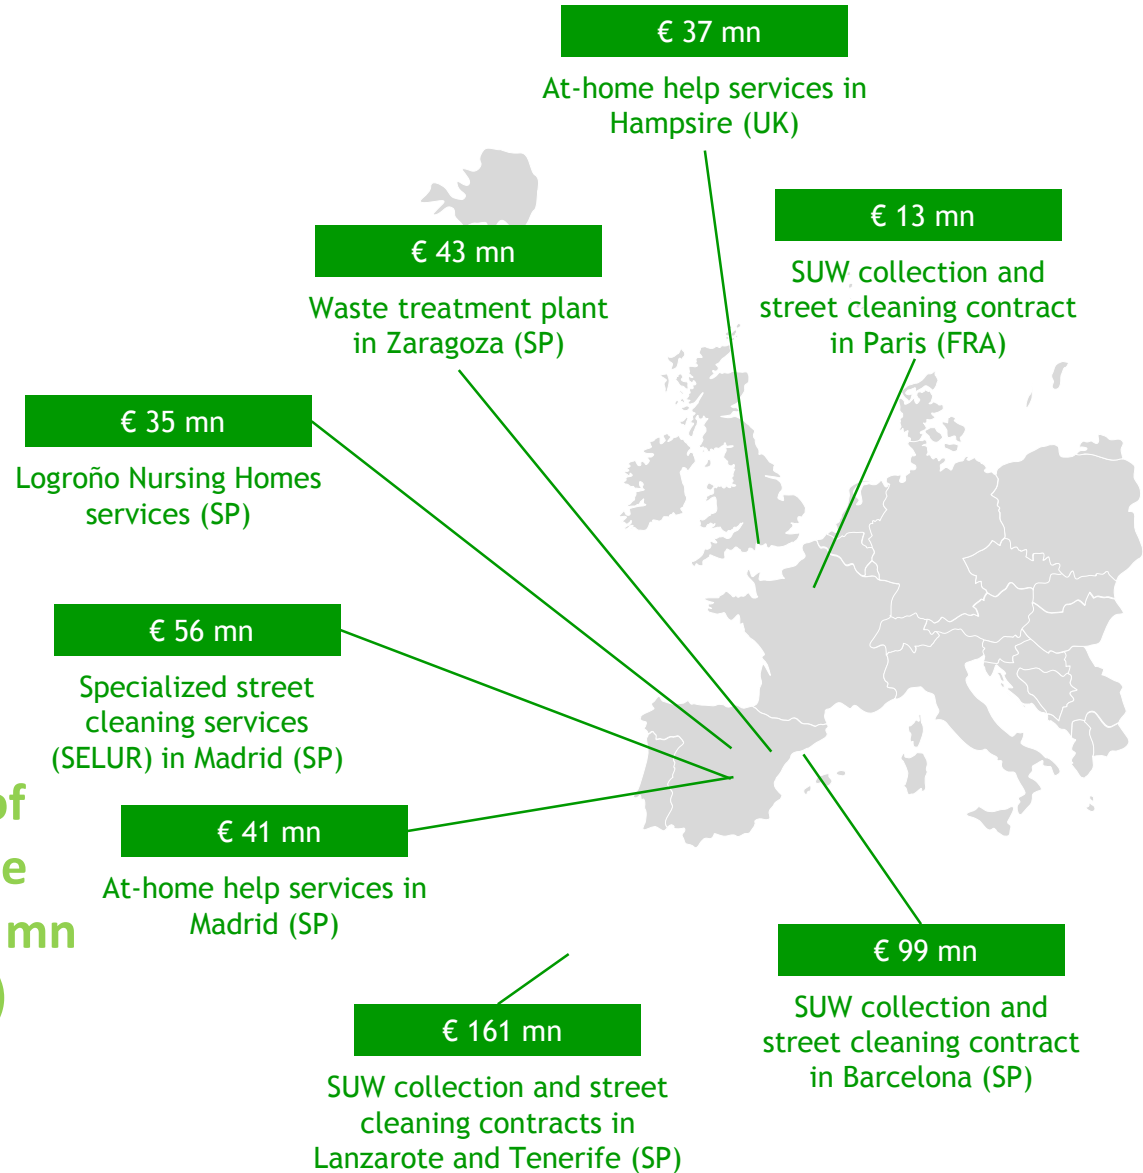 € 37 mn
At-home help services in
Hampsire (UK)
€ 13 mn
SUW collection and
street cleaning contract
in Paris (FRA)
€ 43 mn
Waste treatment plant
in Zaragoza (SP)
€ 35 mn
Logroño Nursing Homes
services (SP)
€ 56 mn
Specialized street
cleaning services
(SELUR) in Madrid (SP)
of
e
mn
)
€ 41 mn
At-home help services in
Madrid (SP)
€ 99 mn
SUW collection and
street cleaning contract
in Barcelona (SP)
€ 161 mn
SUW collection and street
cleaning contracts in
Lanzarote and Tenerife (SP)